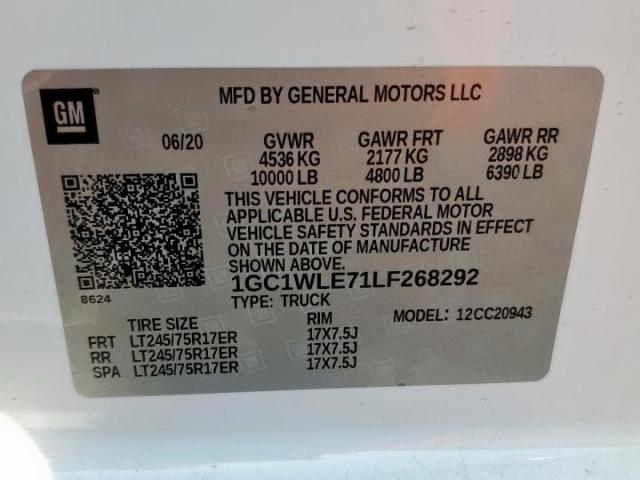 GM
MFD BY GENERAL MOTORS LLC
06/20 GVWR GAWR FRT GAWR RR
4536 KG 2177 KG 2898 KG
10000 LB 4800 LB 6390 LB
THIS VEHICLE CONFORMS TO ALL
APPLICABLE U.S. FEDERAL MOTOR
VEHICLE SAFETY STANDARDS IN EFFECT
ON THE DATE OF MANUFACTURE
SHOWN ABOVE.
8624 1GC1WLE71LF268292
TYPE: TRUCK
TIRE SIZE RIM MODEL: 12CC20943
FRT LT245/75R17ER 17X7.5J
RR LT245/75R17ER 17X7.5J
SPA LT245/75R17ER 17X7.5J